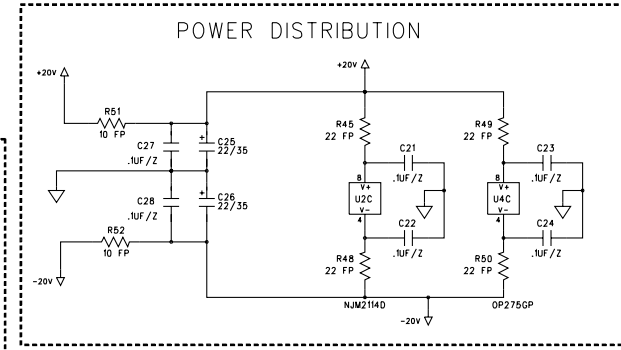 POWER DISTRIBUTION
+20V
+20V
R51
10 FP
C27
.1UF/Z
+
C25
22/35
R45
22 FP
C21
.1UF/Z
R49
22 FP
C23
.1UF/Z
8
V+
U2C
V-
4
8
V+
U4C
V-
4
C28
.1UF/Z
+
C26
22/35
C22
.1UF/Z
C24
.1UF/Z
R52
10 FP
R48
22 FP
R50
22 FP
-20V
NJM2114D
OP275GP
-20V